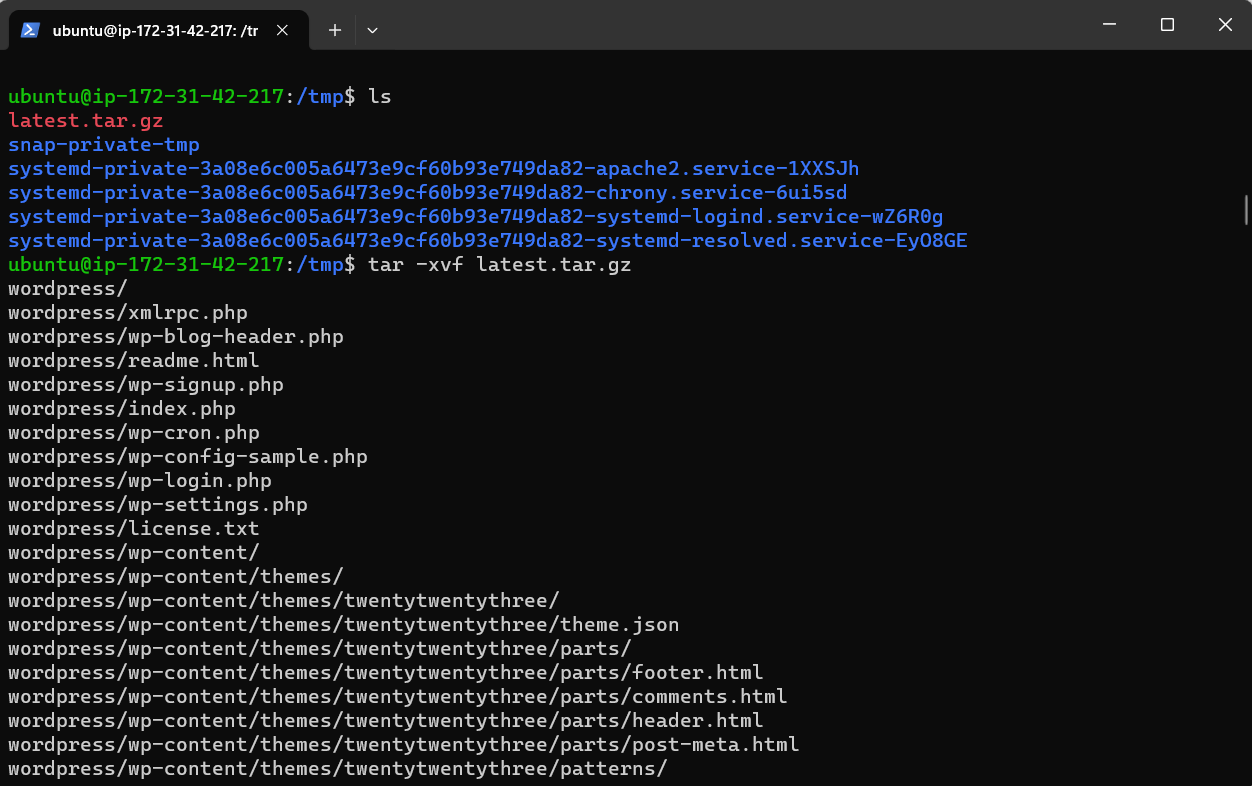 ubuntu@ip-172-31-42-217: /tr
ubuntu@ip-172-31-42-217:/tmp$ ls
latest.tar.gz
snap-private-tmp
systemd-private-3a08e6c005a6473e9cf60b93e749da82-apache2.service-1XXSJh
systemd-private-3a08e6c005a6473e9cf60b93e749da82-chrony.service-6ui5sd
systemd-private-3a08e6c005a6473e9cf60b93e749da82-systemd-logind.service-wZ6R0g
systemd-private-3a08e6c005a6473e9cf60b93e749da82-systemd-resolved.service-EyO8GE
ubuntu@ip-172-31-42-217:/tmp$ tar -xvf latest.tar.gz
wordpress/
wordpress/xmlrpc.php
wordpress/wp-blog-header.php
wordpress/readme.html
wordpress/wp-signup.php
wordpress/index.php
wordpress/wp-cron.php
wordpress/wp-config-sample.php
wordpress/wp-login.php
wordpress/wp-settings.php
wordpress/license.txt
wordpress/wp-content/
wordpress/wp-content/themes/
wordpress/wp-content/themes/twentytwentythree/
wordpress/wp-content/themes/twentytwentythree/theme.json
wordpress/wp-content/themes/twentytwentythree/parts/
wordpress/wp-content/themes/twentytwentythree/parts/footer.html
wordpress/wp-content/themes/twentytwentythree/parts/comments.html
wordpress/wp-content/themes/twentytwentythree/parts/header.html
wordpress/wp-content/themes/twentytwentythree/parts/post-meta.html
wordpress/wp-content/themes/twentytwentythree/patterns/